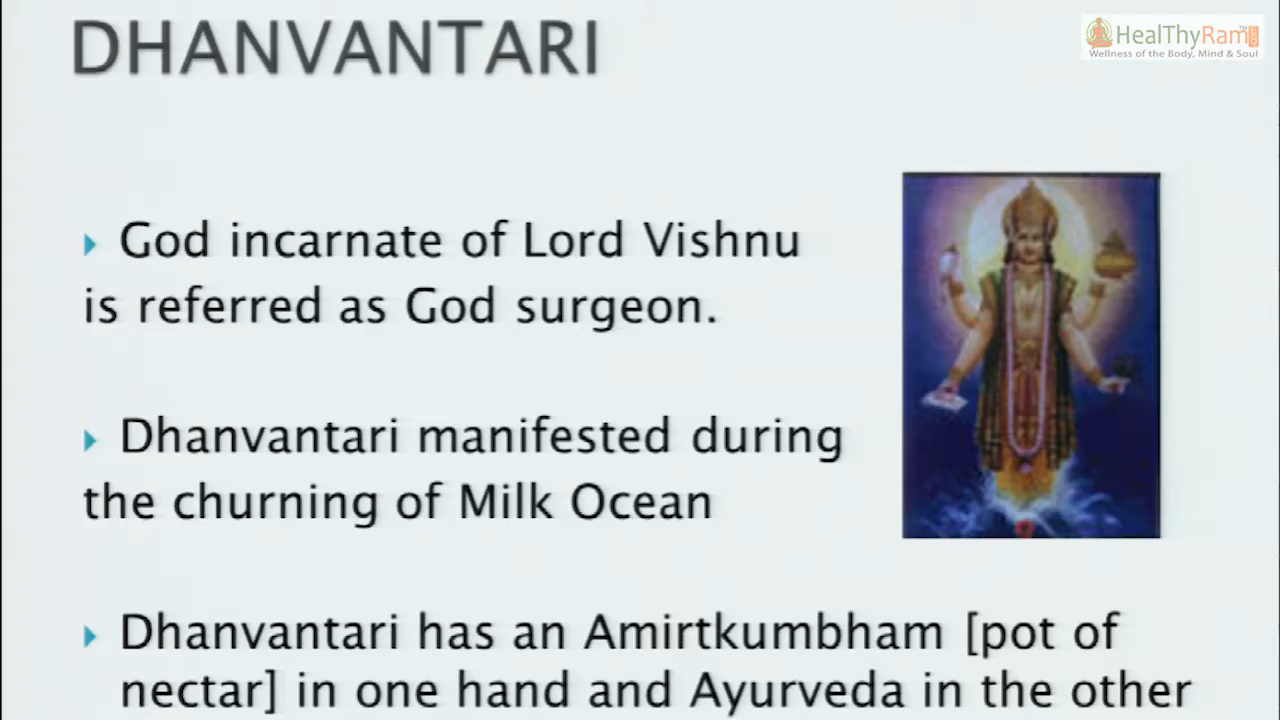 DHANVANTARI
HealThyRam
Wellness of the Body, Mind & Soul
God incarnate of Lord Vishnu
is referred as God surgeon.
Dhanvantari manifested during
the churning of Milk Ocean
Dhanvantari has an Amirtkumbham [pot of
nectar] in one hand and Ayurveda in the other